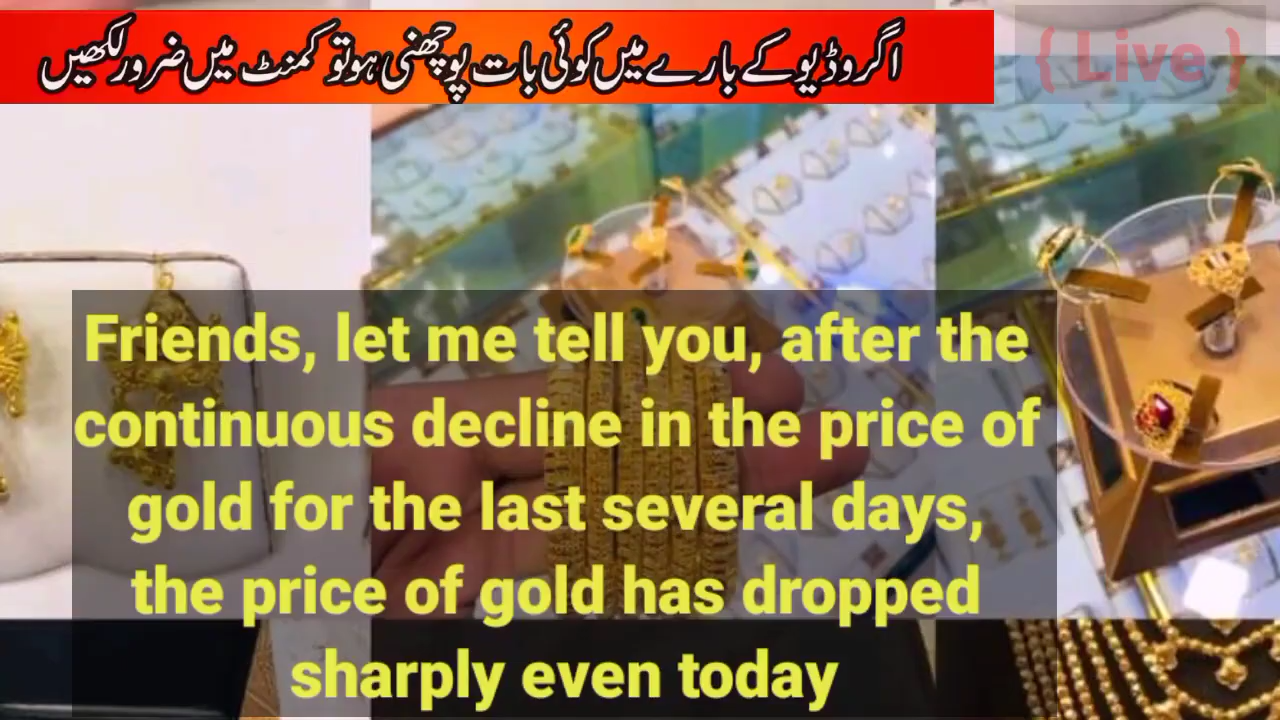 اگر وڈیو کے بارے میں کوئی بات پوچھنی ہو تو کمنٹ میں ضرور لکھیں
{ Live }
Friends, let me tell you, after the
continuous decline in the price of
gold for the last several days,
the price of gold has dropped
sharply even today